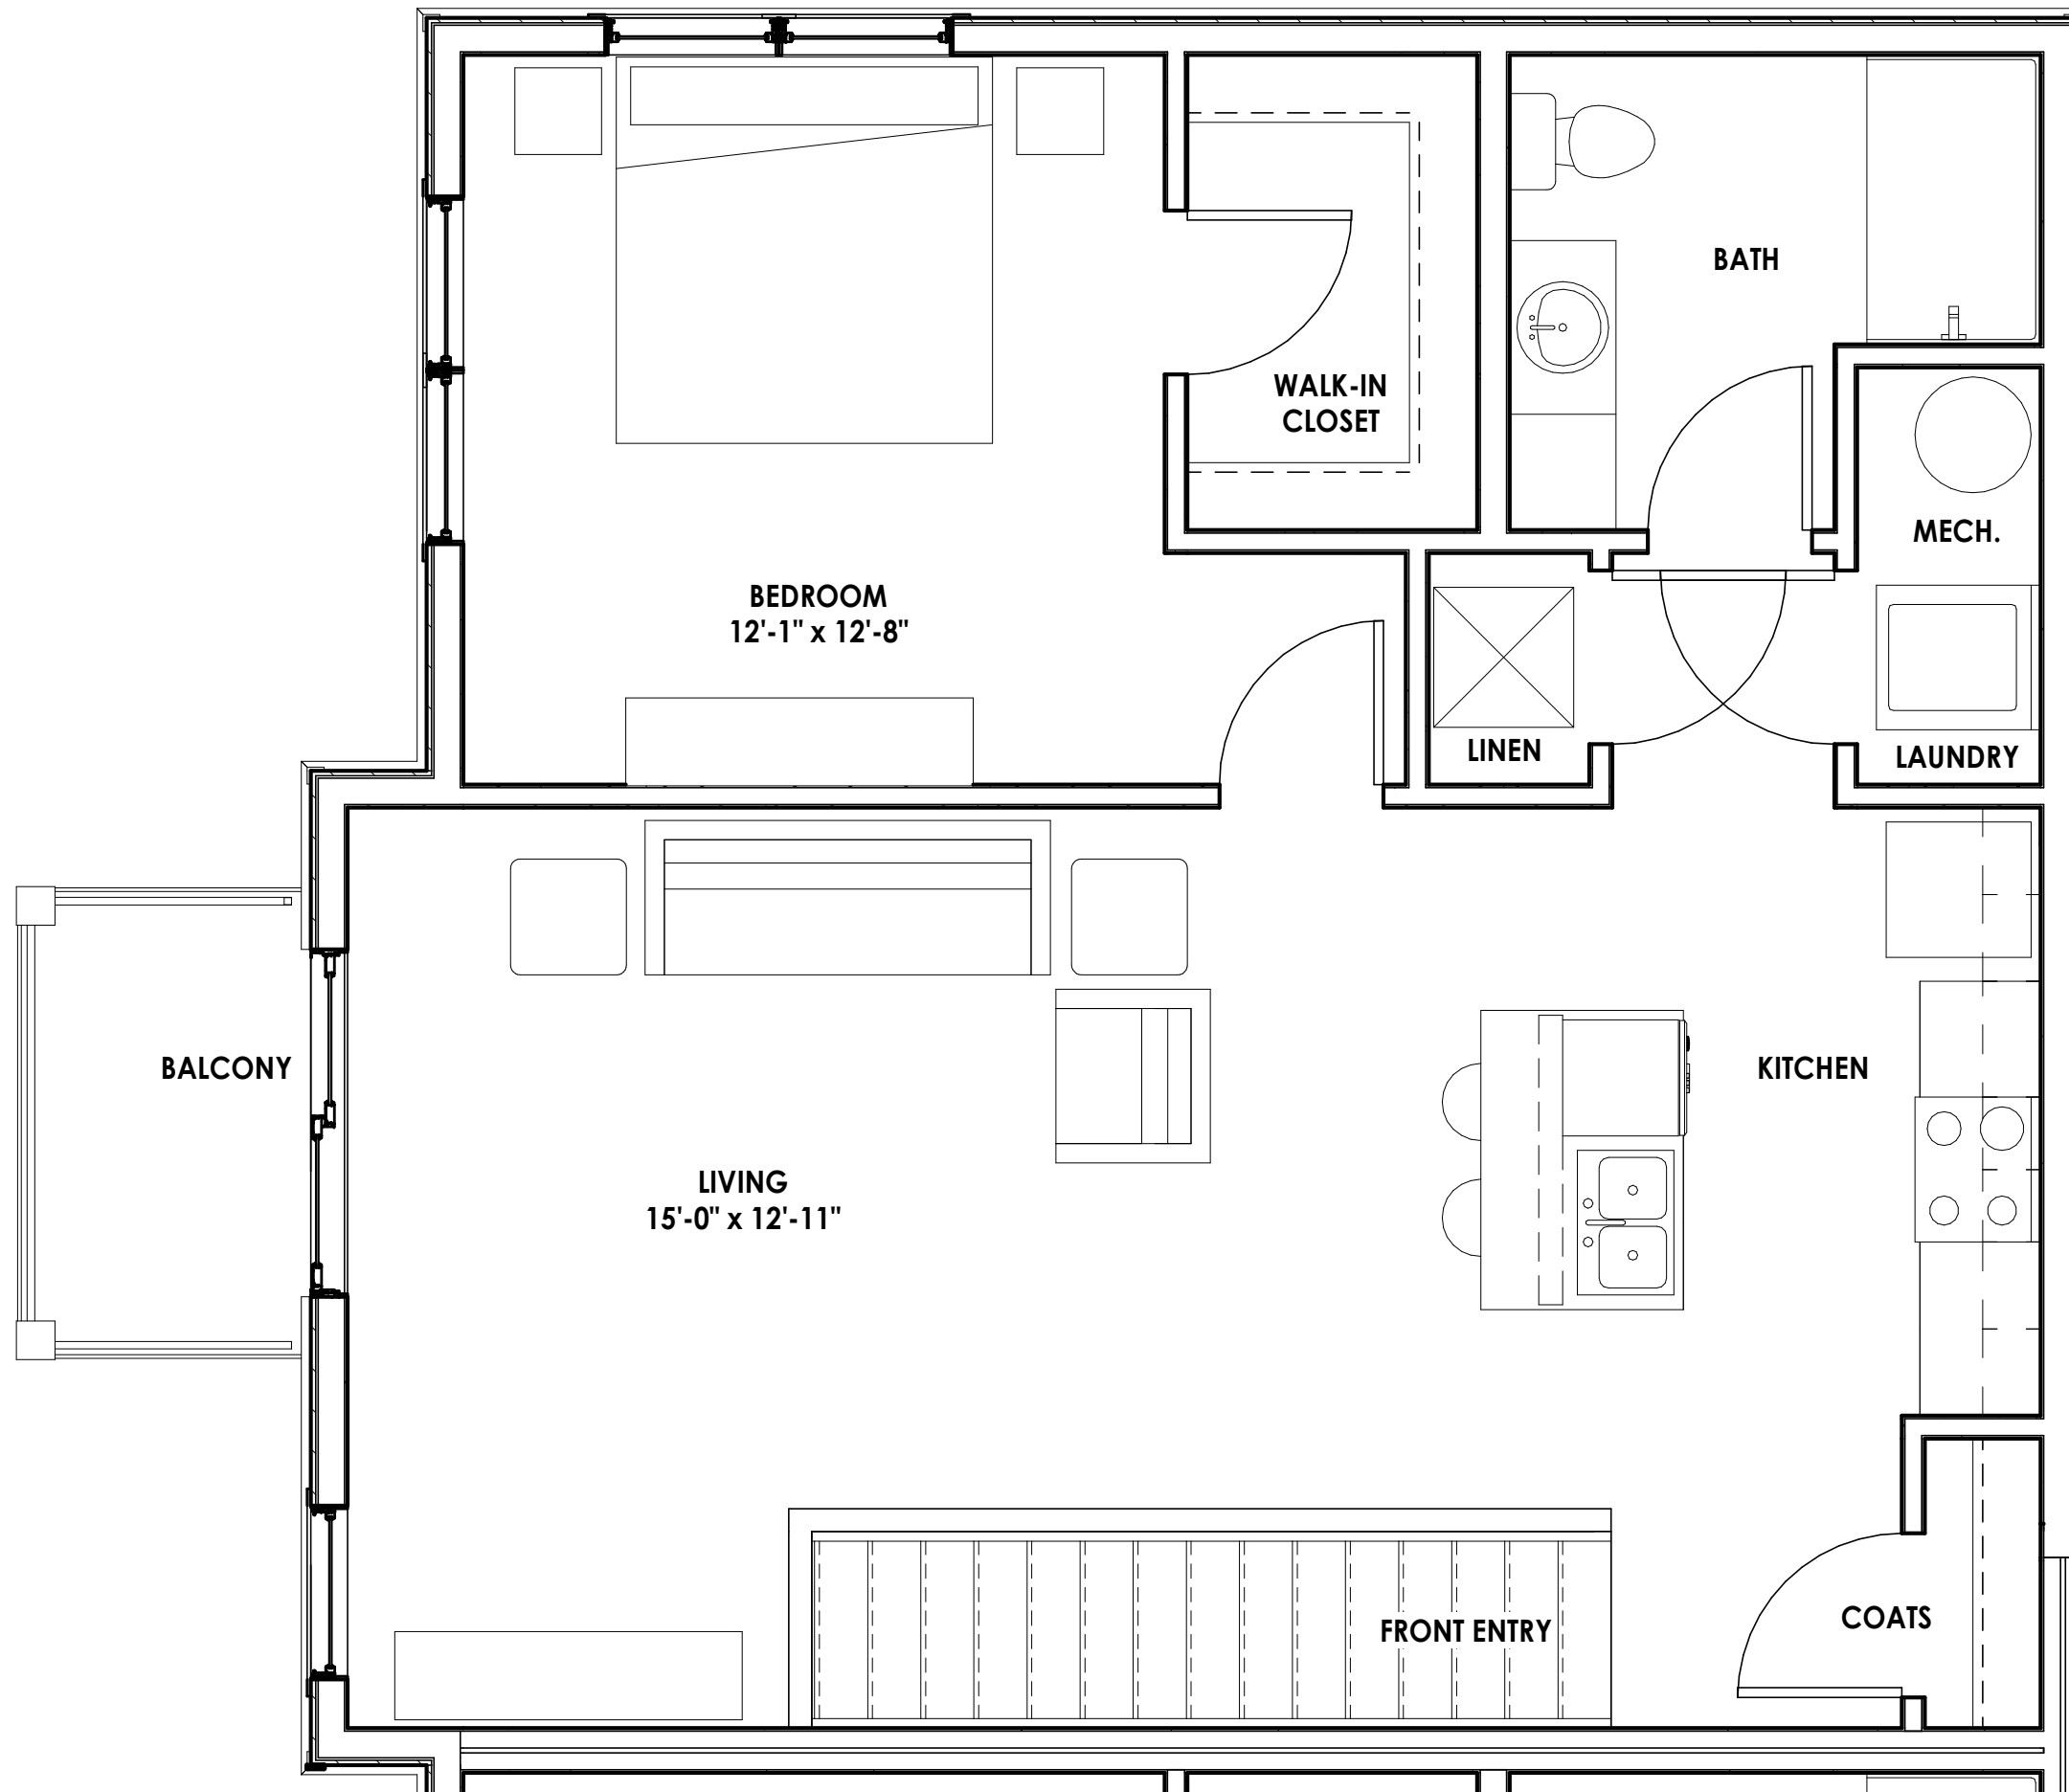 BATH
WALK-IN
CLOSET
MECH.
BEDROOM
12'-1" x 12'-8"
LINEN
LAUNDRY
BALCONY
KITCHEN
LIVING
15'-0" x 12'-11"
COATS
FRONT ENTRY